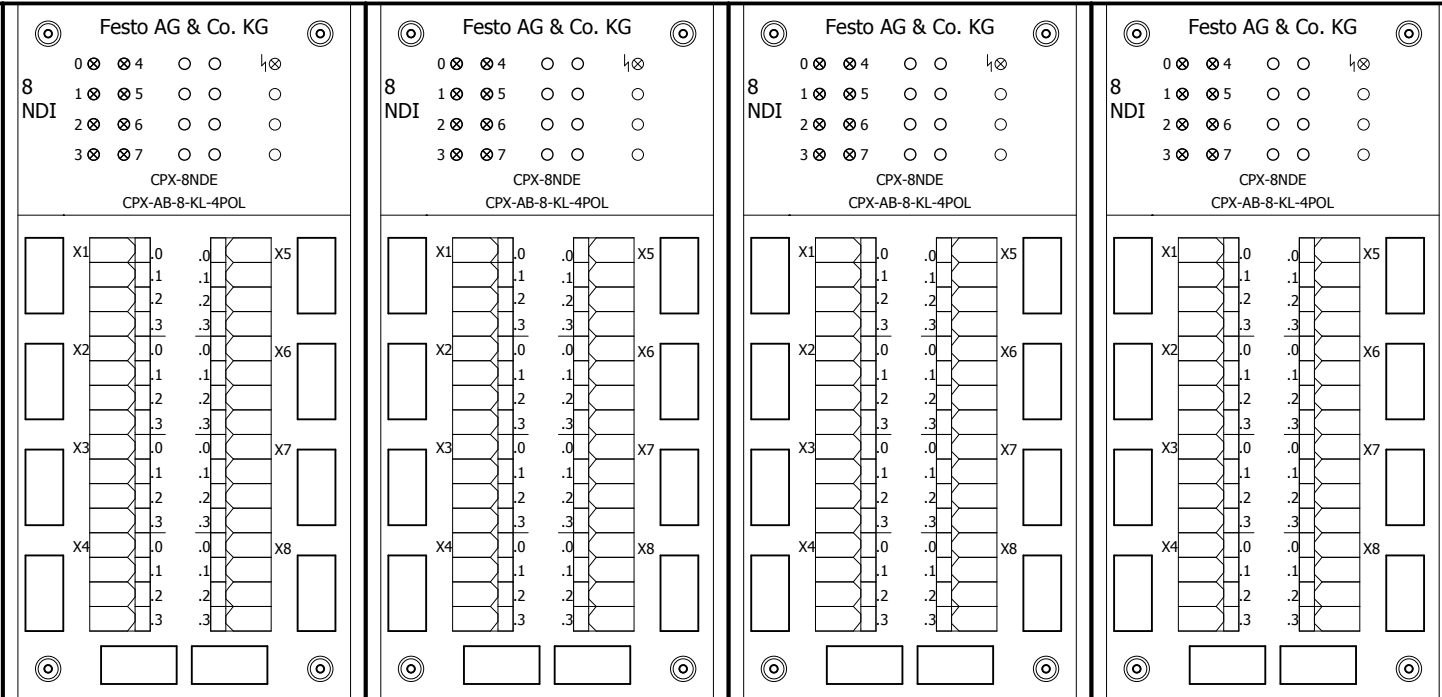 Festo AG & Co. KG
0 4
8 NDI
1 5
2 6
3 7
CPX-8NDE
CPX-AB-8-KL-4POL
X1 .0 .0 X5
.1 .1
.2 .2
.3 .3
X2 .0 .0 X6
.1 .1
.2 .2
.3 .3
X3 .0 .0 X7
.1 .1
.2 .2
.3 .3
X4 .0 .0 X8
.1 .1
.2 .2
.3 .3
Festo AG & Co. KG
0 4
8 NDI
1 5
2 6
3 7
CPX-8NDE
CPX-AB-8-KL-4POL
X1 .0 .0 X5
.1 .1
.2 .2
.3 .3
X2 .0 .0 X6
.1 .1
.2 .2
.3 .3
X3 .0 .0 X7
.1 .1
.2 .2
.3 .3
X4 .0 .0 X8
.1 .1
.2 .2
.3 .3
Festo AG & Co. KG
0 4
8 NDI
1 5
2 6
3 7
CPX-8NDE
CPX-AB-8-KL-4POL
X1 .0 .0 X5
.1 .1
.2 .2
.3 .3
X2 .0 .0 X6
.1 .1
.2 .2
.3 .3
X3 .0 .0 X7
.1 .1
.2 .2
.3 .3
X4 .0 .0 X8
.1 .1
.2 .2
.3 .3
Festo AG & Co. KG
0 4
8 NDI
1 5
2 6
3 7
CPX-8NDE
CPX-AB-8-KL-4POL
X1 .0 .0 X5
.1 .1
.2 .2
.3 .3
X2 .0 .0 X6
.1 .1
.2 .2
.3 .3
X3 .0 .0 X7
.1 .1
.2 .2
.3 .3
X4 .0 .0 X8
.1 .1
.2 .2
.3 .3